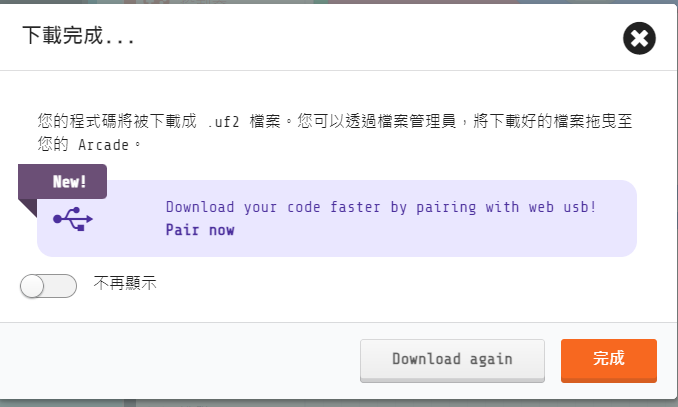 下載完成...
您的程式碼將被下載成 .uf2 檔案。您可以透過檔案管理員，將下載好的檔案拖曳至
您的 Arcade。
New!
Download your code faster by pairing with web usb!
Pair now
不再顯示
Download again
完成